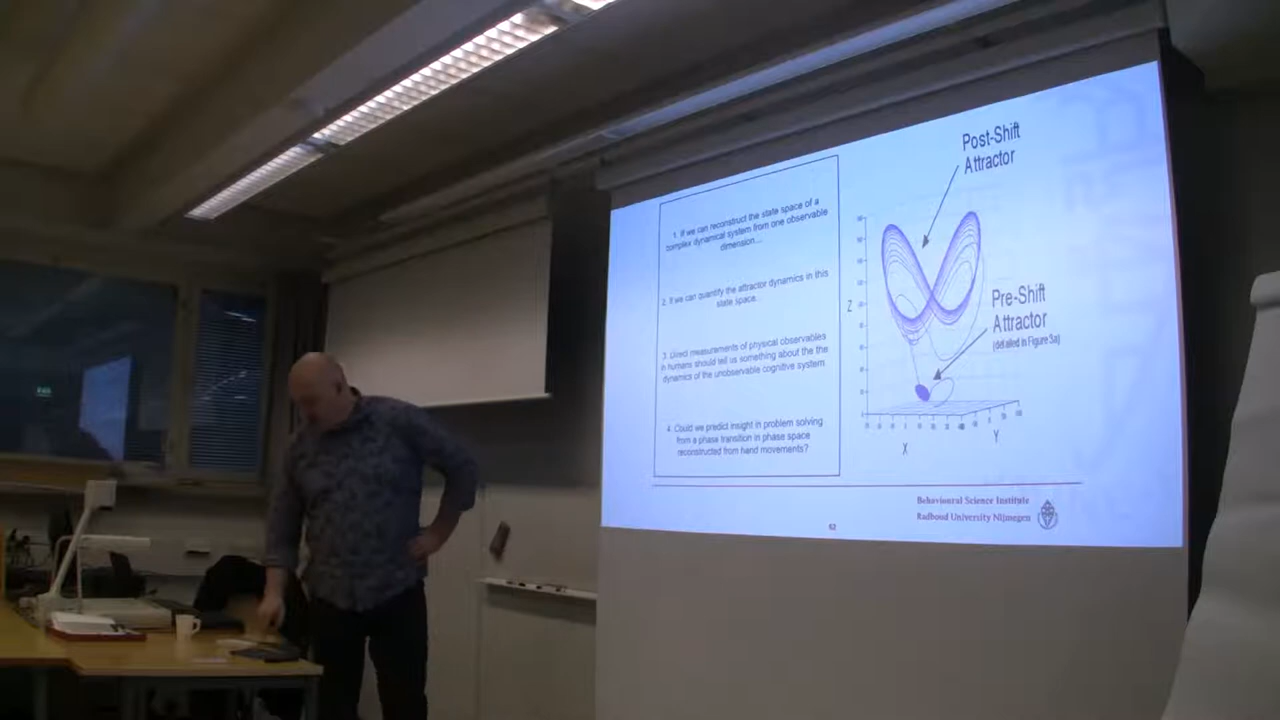 1. If we can reconstruct the state space of a
complex dynamical system from one observable
dimension...
2. If we can quantify the attractor dynamics in this
state space...
3. Direct measurements of physical observables
in humans should tell us something about the the
dynamics of the unobservable cognitive system
4. Could we predict insight in problem solving
from a phase transition in phase space
reconstructed from hand movements?
Post-Shift
Attractor
Pre-Shift
Attractor
(detailed in Figure 3a)
Z
X
Y
Behavioural Science Institute
Radboud University Nijmegen
62